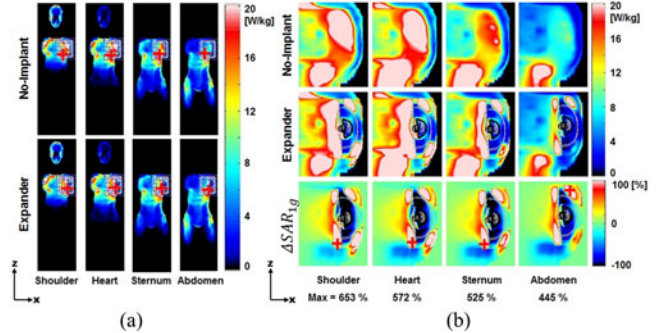 No-Implant
Expander
Shoulder Heart Sternum Abdomen
20
[W/kg]
16
12
8
4
0
z
x
(a)
No-Implant
Expander
ΔSAR1g
20
[W/kg]
16
12
8
4
0
100 [%]
-100
Shoulder Heart Sternum Abdomen
Max = 653 % 572 % 525 % 445 %
z
x
(b)